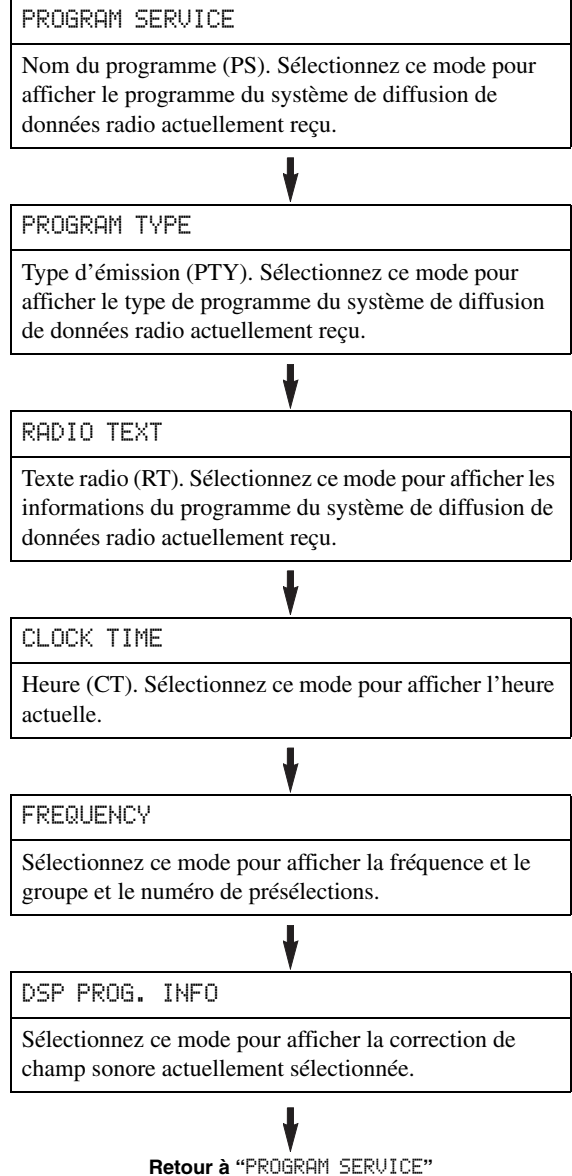 PROGRAM SERVICE
Nom du programme (PS). Sélectionnez ce mode pour
afficher le programme du système de diffusion de
données radio actuellement reçu.
PROGRAM TYPE
Type d'émission (PTY). Sélectionnez ce mode pour
afficher le type de programme du système de diffusion
de données radio actuellement reçu.
RADIO TEXT
Texte radio (RT). Sélectionnez ce mode pour afficher les
informations du programme du système de diffusion de
données radio actuellement reçu.
CLOCK TIME
Heure (CT). Sélectionnez ce mode pour afficher l'heure
actuelle.
FREQUENCY
Sélectionnez ce mode pour afficher la fréquence et le
groupe et le numéro de présélections.
DSP PROG. INFO
Sélectionnez ce mode pour afficher la correction de
champ sonore actuellement sélectionnée.
Retour à “PROGRAM SERVICE”